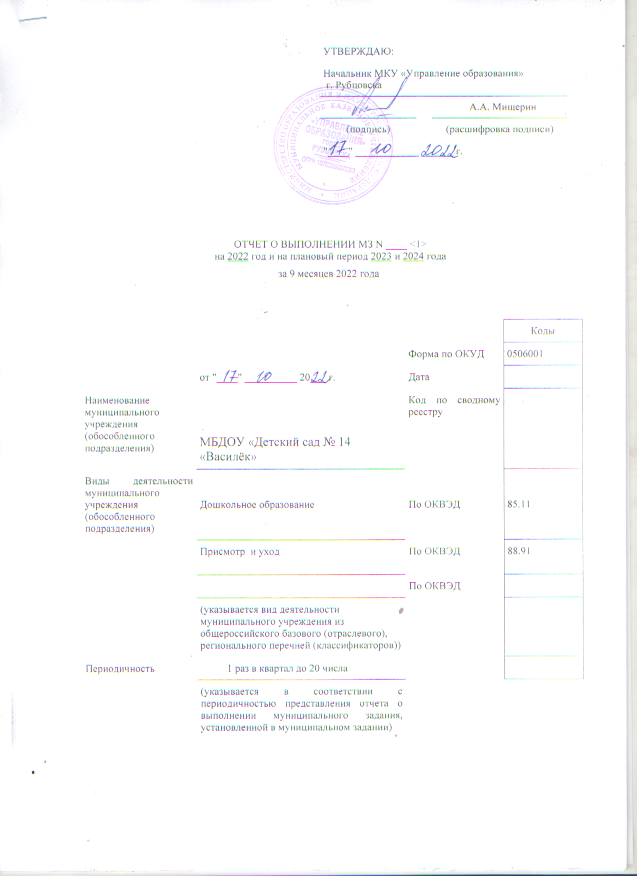 УТВЕРЖДАЮ:
Начальник МКУ «Управление образования»
г. Рубцовска
А.А. Мищерин
(подпись) (расшифровка подписи)
"17" 10 2022 г.
ОТЧЕТ О ВЫПОЛНЕНИИ МЗ N ____ <1>
на 2022 год и на плановый период 2023 и 2024 года
за 9 месяцев 2022 года
Коды
Форма по ОКУД 0506001
от "17" 10 2022 г. Дата
Наименование
муниципального
учреждения
(обособленного
подразделения)
МБДОУ «Детский сад № 14
«Василёк»
Код по сводному
реестру
Виды деятельности
муниципального
учреждения
(обособленного
подразделения)
Дошкольное образование По ОКВЭД 85.11
Присмотр и уход По ОКВЭД 88.91
По ОКВЭД
(указывается вид деятельности
муниципального учреждения из
общероссийского базового (отраслевого),
регионального перечней (классификаторов))
Периодичность 1 раз в квартал до 20 числа
(указывается в соответствии с
периодичностью представления отчета о
выполнении муниципального задания,
установленной в муниципальном задании)